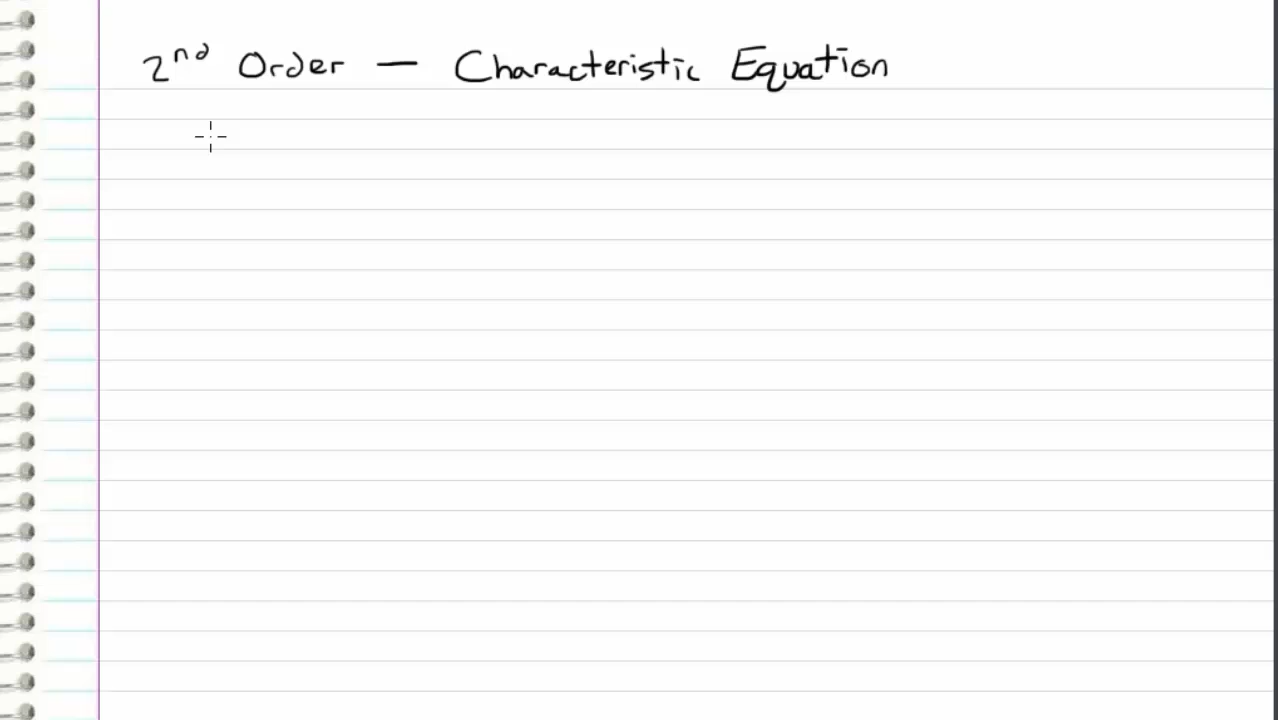 2nd Order — Characteristic Equation